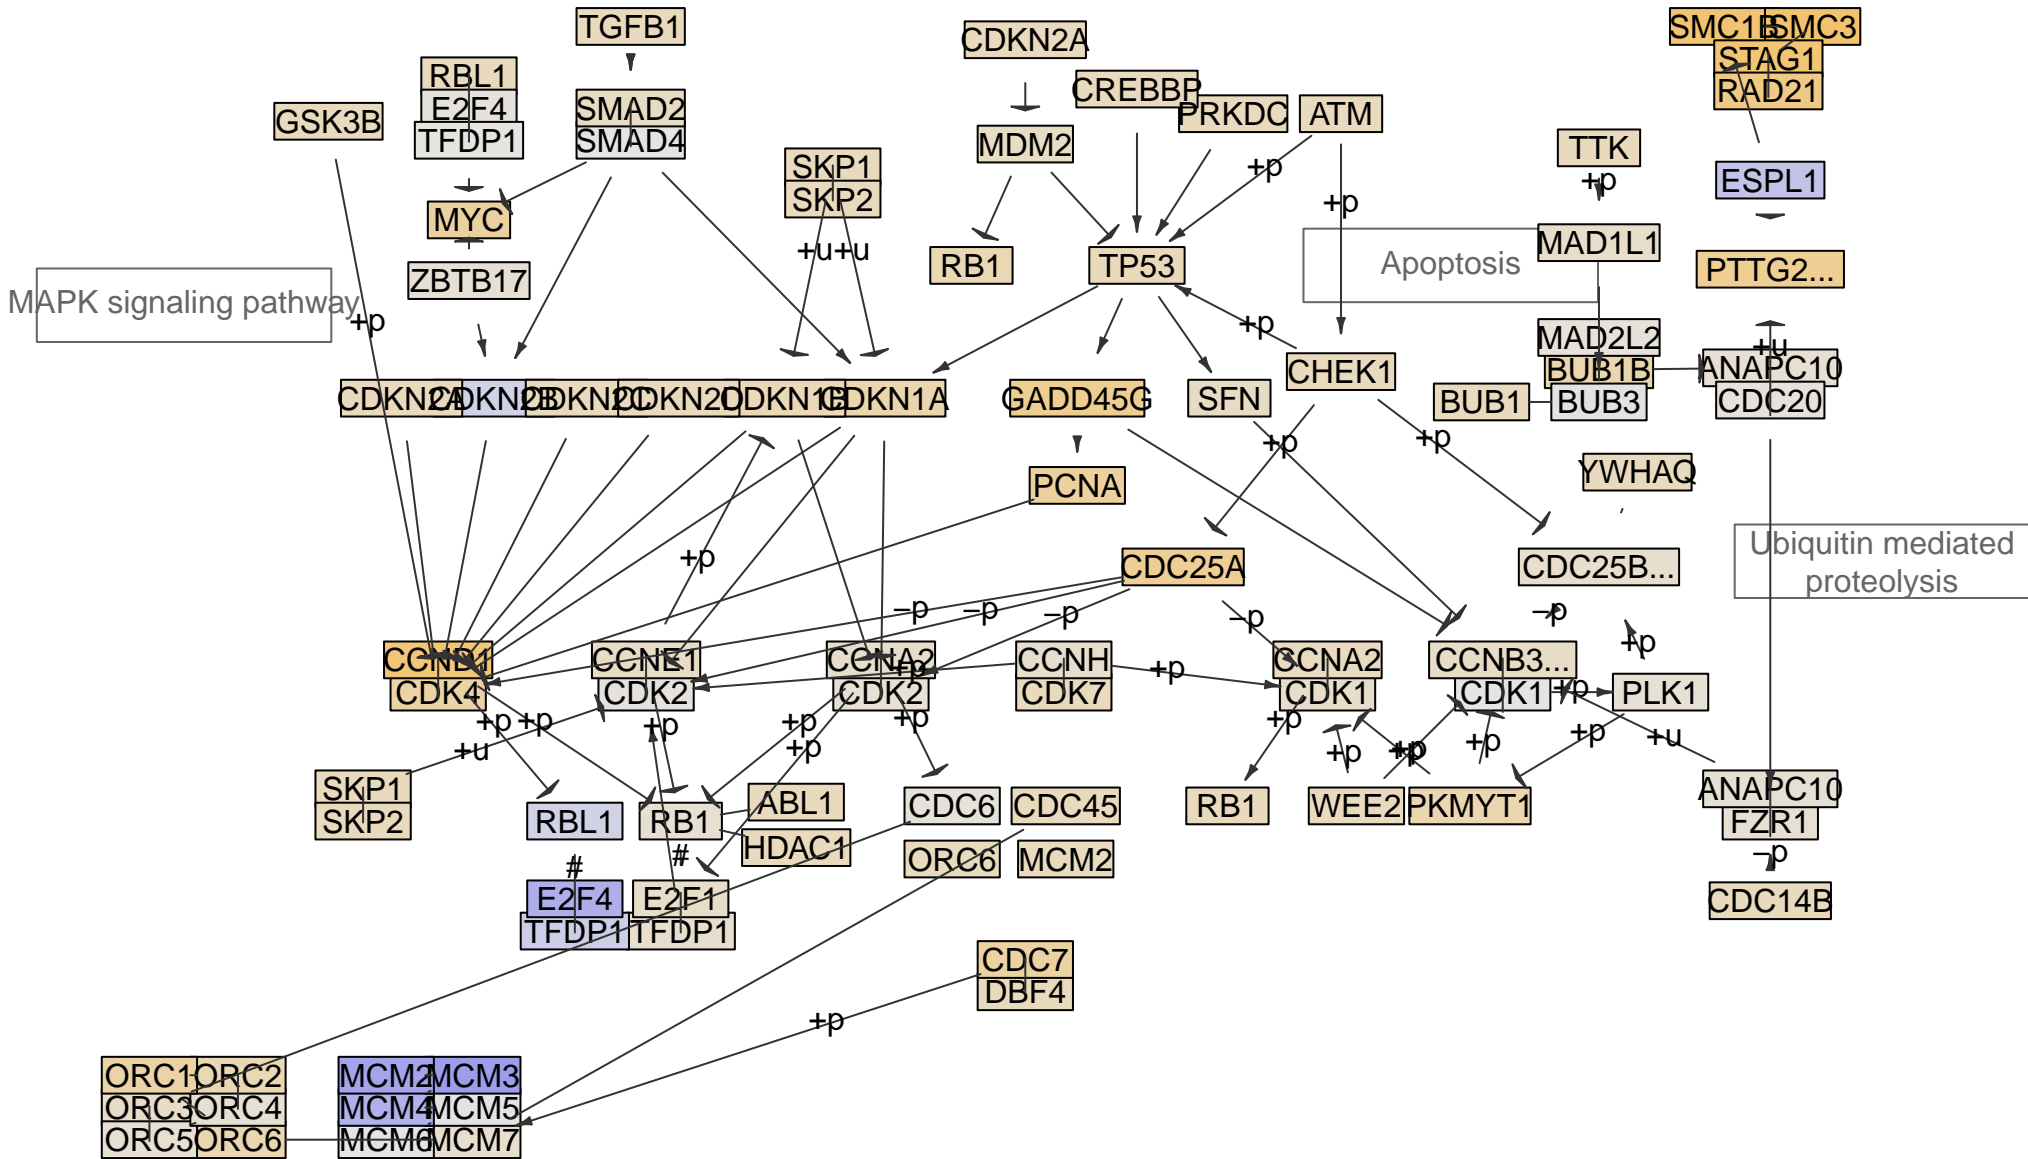 TGFB1
CDKN2A
SMC1B
SMC3
STAG1
RAD21
RBL1
E2F4
TFDP1
GSK3B
SMAD2
SMAD4
CREBBP
PRKDC
ATM
MDM2
SKP1
SKP2
TTK
+p
ESPL1
+p
+p
MYC
+u
+u
RB1
TP53
MAD1L1
Apoptosis
PTTG2...
ZBTB17
MAPK signaling pathway
+p
+p
MAD2L2
BUB1B
BUB3
BUB1
+u
ANAPC10
CDC20
CHEK1
CDKN2A
CDKN2B
CDKN2C
CDKN2D
CDKN1B
CDKN1A
GADD45G
SFN
+p
+p
PCNA
YWHAQ
+p
CDC25A
CDC25B...
Ubiquitin mediated
proteolysis
−p
−p
−p
−p
−p
CCND1
CDK4
CCNE1
CDK2
CCNA2
CDK2
+p
CCNH
CDK7
+p
CCNA2
CDK1
CCNB3...
CDK1
+p
+p
PLK1
+p
+p
+p
+p
+p
+p
+u
+p
+p
+p
+p
+p
+p
+u
SKP1
SKP2
RBL1
RB1
ABL1
HDAC1
CDC6
CDC45
ORC6
MCM2
RB1
WEE2
PKMYT1
ANAPC10
FZR1
−p
CDC14B
#
#
E2F4
TFDP1
E2F1
TFDP1
CDC7
DBF4
+p
ORC1
ORC2
ORC3
ORC4
ORC5
ORC6
MCM2
MCM3
MCM4
MCM5
MCM6
MCM7